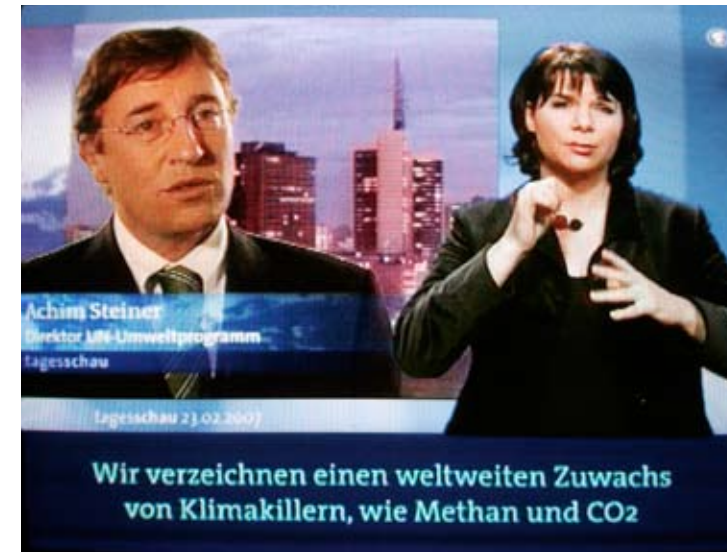 Achim Steiner
Direktor UN-Umweltprogramm
tagesschau
tagesschau 23.02.2007
Wir verzeichnen einen weltweiten Zuwachs
von Klimakillern, wie Methan und CO2